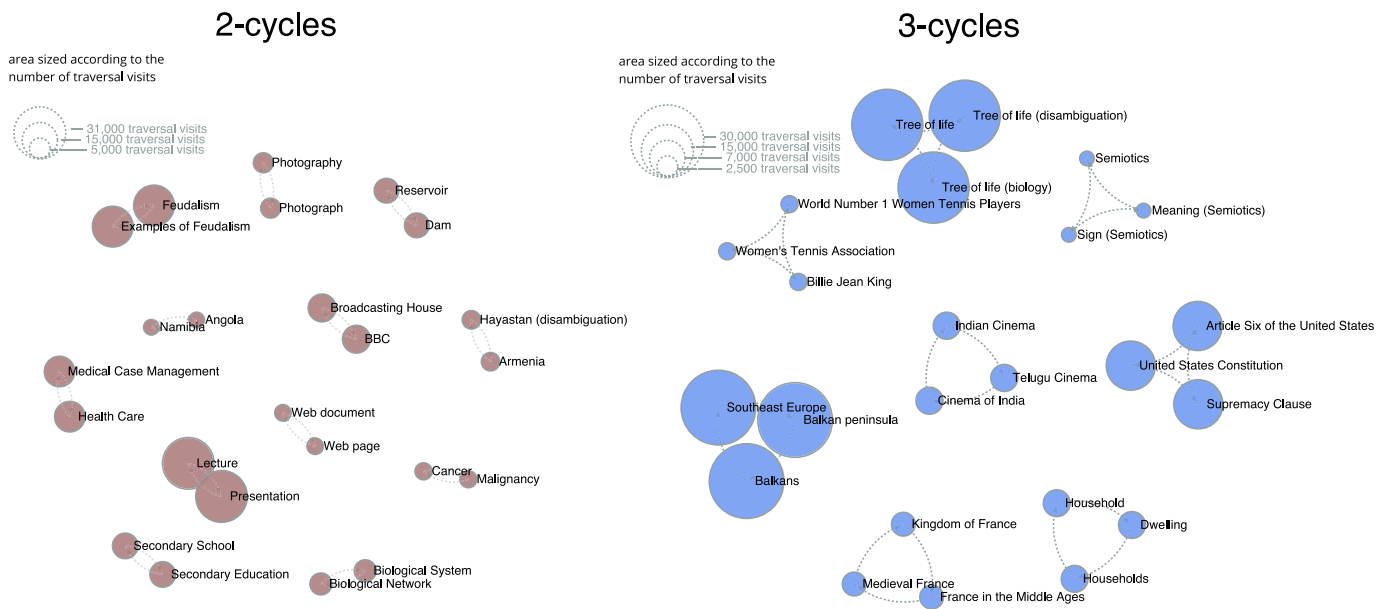 2-cycles
area sized according to the
number of traversal visits
31,000 traversal visits
15,000 traversal visits
5,000 traversal visits
Photography
Photograph
Reservoir
Dam
Feudalism
Examples of Feudalism
Broadcasting House
BBC
Hayastan (disambiguation)
Armenia
Angola
Namibia
Medical Case Management
Health Care
Web document
Web page
Lecture
Presentation
Cancer
Malignancy
Secondary School
Secondary Education
Biological System
Biological Network
3-cycles
area sized according to the
number of traversal visits
30,000 traversal visits
15,000 traversal visits
7,000 traversal visits
2,500 traversal visits
Tree of life
Tree of life (disambiguation)
Tree of life (biology)
Semiotics
Meaning (Semiotics)
Sign (Semiotics)
World Number 1 Women Tennis Players
Women's Tennis Association
Billie Jean King
Indian Cinema
Telugu Cinema
Cinema of India
Article Six of the United States
United States Constitution
Supremacy Clause
Southeast Europe
Balkan peninsula
Balkans
Kingdom of France
Medieval France
France in the Middle Ages
Household
Dwelling
Households